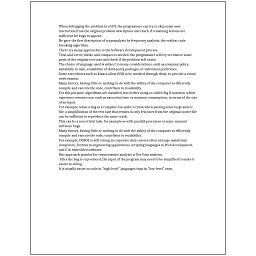 When debugging the problem in a GUI, the programmer can try to skip some user
interaction from the original problem description and check if remaining actions are
sufficient for bugs to appear.
He gave the first description of cryptanalysis by frequency analysis, the earliest code-
breaking algorithm.
There are many approaches to the Software development process.
Trial-and-error/divide-and-conquer is needed: the programmer will try to remove some
parts of the original test case and check if the problem still exists.
The choice of language used is subject to many considerations, such as company policy,
suitability to task, availability of third-party packages, or individual preference.
Some text editors such as Emacs allow GDB to be invoked through them, to provide a visual
environment.
Many factors, having little or nothing to do with the ability of the computer to efficiently
compile and execute the code, contribute to readability.
For this purpose, algorithms are classified into orders using so-called Big O notation, which
expresses resource use, such as execution time or memory consumption, in terms of the size
of an input.
For example, when a bug in a compiler can make it crash when parsing some large source
file, a simplification of the test case that results in only few lines from the original source file
can be sufficient to reproduce the same crash.
This can be a non-trivial task, for example as with parallel processes or some unusual
software bugs.
Many factors, having little or nothing to do with the ability of the computer to efficiently
compile and execute the code, contribute to readability.
For example, COBOL is still strong in corporate data centers often on large mainframe
computers, Fortran in engineering applications, scripting languages in Web development,
and C in embedded software.
One approach popular for requirements analysis is Use Case analysis.
After the bug is reproduced, the input of the program may need to be simplified to make it
easier to debug.
It is usually easier to code in "high-level" languages than in "low-level" ones.